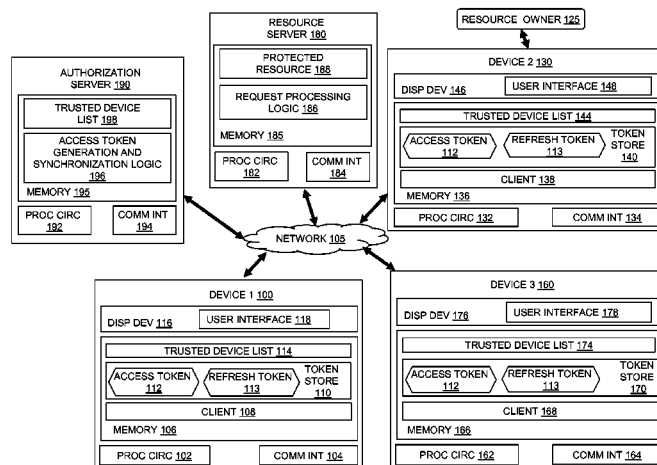 RESOURCE OWNER 125
RESOURCE
SERVER 180
PROTECTED
RESOURCE
188
REQUEST PROCESSING
LOGIC 186
MEMORY 185
PROC CIRC
182
COMM INT
184
AUTHORIZATION
SERVER 190
TRUSTED DEVICE
LIST 198
ACCESS TOKEN
GENERATION AND
SYNCHRONIZATION LOGIC
196
MEMORY 195
PROC CIRC
192
COMM INT
194
DEVICE 2 130
DISP DEV 146
USER INTERFACE 148
TRUSTED DEVICE LIST 144
ACCESS TOKEN
112
REFRESH TOKEN
113
TOKEN
STORE
140
CLIENT 138
MEMORY 136
PROC CIRC 132
COMM INT 134
NETWORK 105
DEVICE 1 100
DISP DEV 116
USER INTERFACE 118
TRUSTED DEVICE LIST 114
ACCESS TOKEN
112
REFRESH TOKEN
113
TOKEN
STORE
110
CLIENT 108
MEMORY 106
PROC CIRC 102
COMM INT 104
DEVICE 3 160
DISP DEV 176
USER INTERFACE 178
TRUSTED DEVICE LIST 174
ACCESS TOKEN
112
REFRESH TOKEN
113
TOKEN
STORE
170
CLIENT 168
MEMORY 166
PROC CIRC 162
COMM INT 164